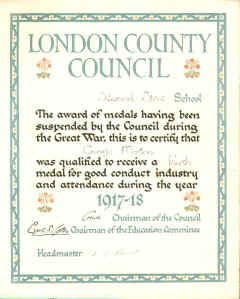 LONDON COUNTY
COUNCIL
School
The award of medals having been
suspended by the Council during
the Great War, this is to certify that
was qualified to receive a
medal for good conduct industry
and attendance during the year
1917-18
Chairman of the Council
Chairman of the Education Committee
Headmaster